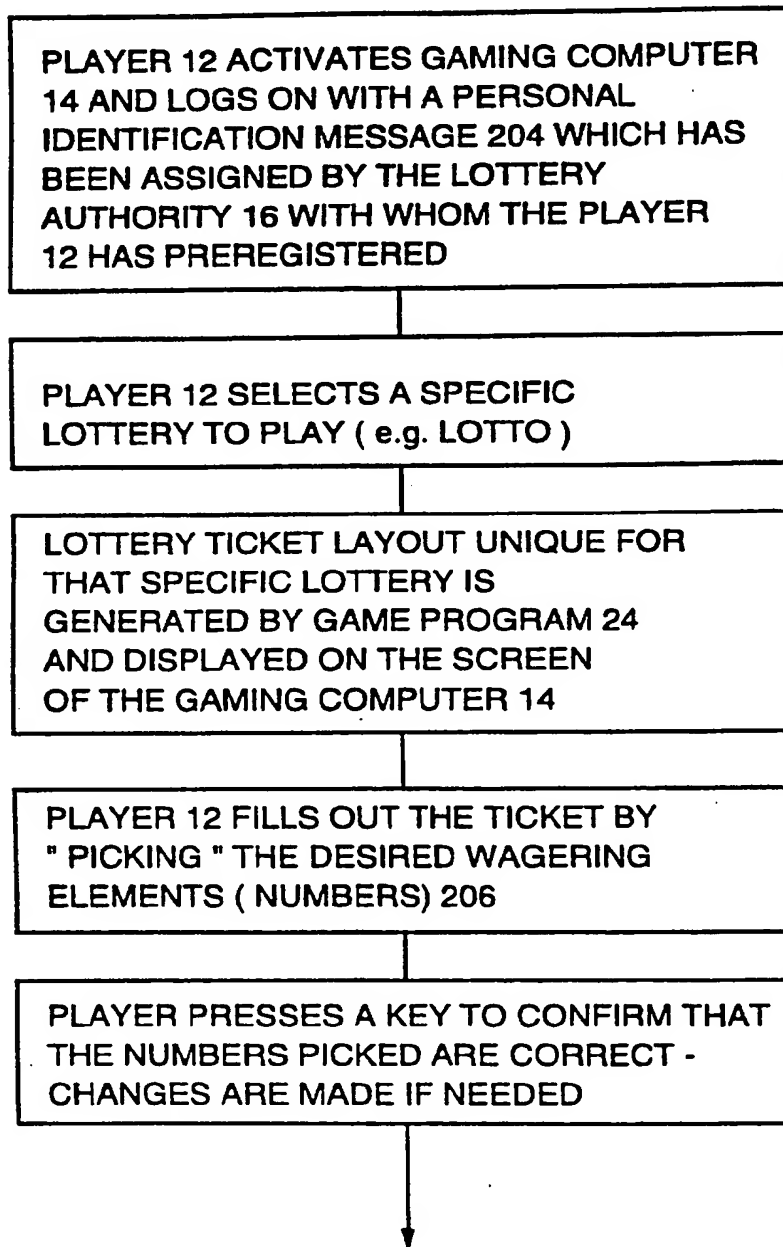 PLAYER 12 ACTIVATES GAMING COMPUTER
14 AND LOGS ON WITH A PERSONAL
IDENTIFICATION MESSAGE 204 WHICH HAS
BEEN ASSIGNED BY THE LOTTERY
AUTHORITY 16 WITH WHOM THE PLAYER
12 HAS PREREGISTERED
PLAYER 12 SELECTS A SPECIFIC
LOTTERY TO PLAY ( e.g. LOTTO )
LOTTERY TICKET LAYOUT UNIQUE FOR
THAT SPECIFIC LOTTERY IS
GENERATED BY GAME PROGRAM 24
AND DISPLAYED ON THE SCREEN
OF THE GAMING COMPUTER 14
PLAYER 12 FILLS OUT THE TICKET BY
" PICKING " THE DESIRED WAGERING
ELEMENTS ( NUMBERS) 206
PLAYER PRESSES A KEY TO CONFIRM THAT
THE NUMBERS PICKED ARE CORRECT -
CHANGES ARE MADE IF NEEDED